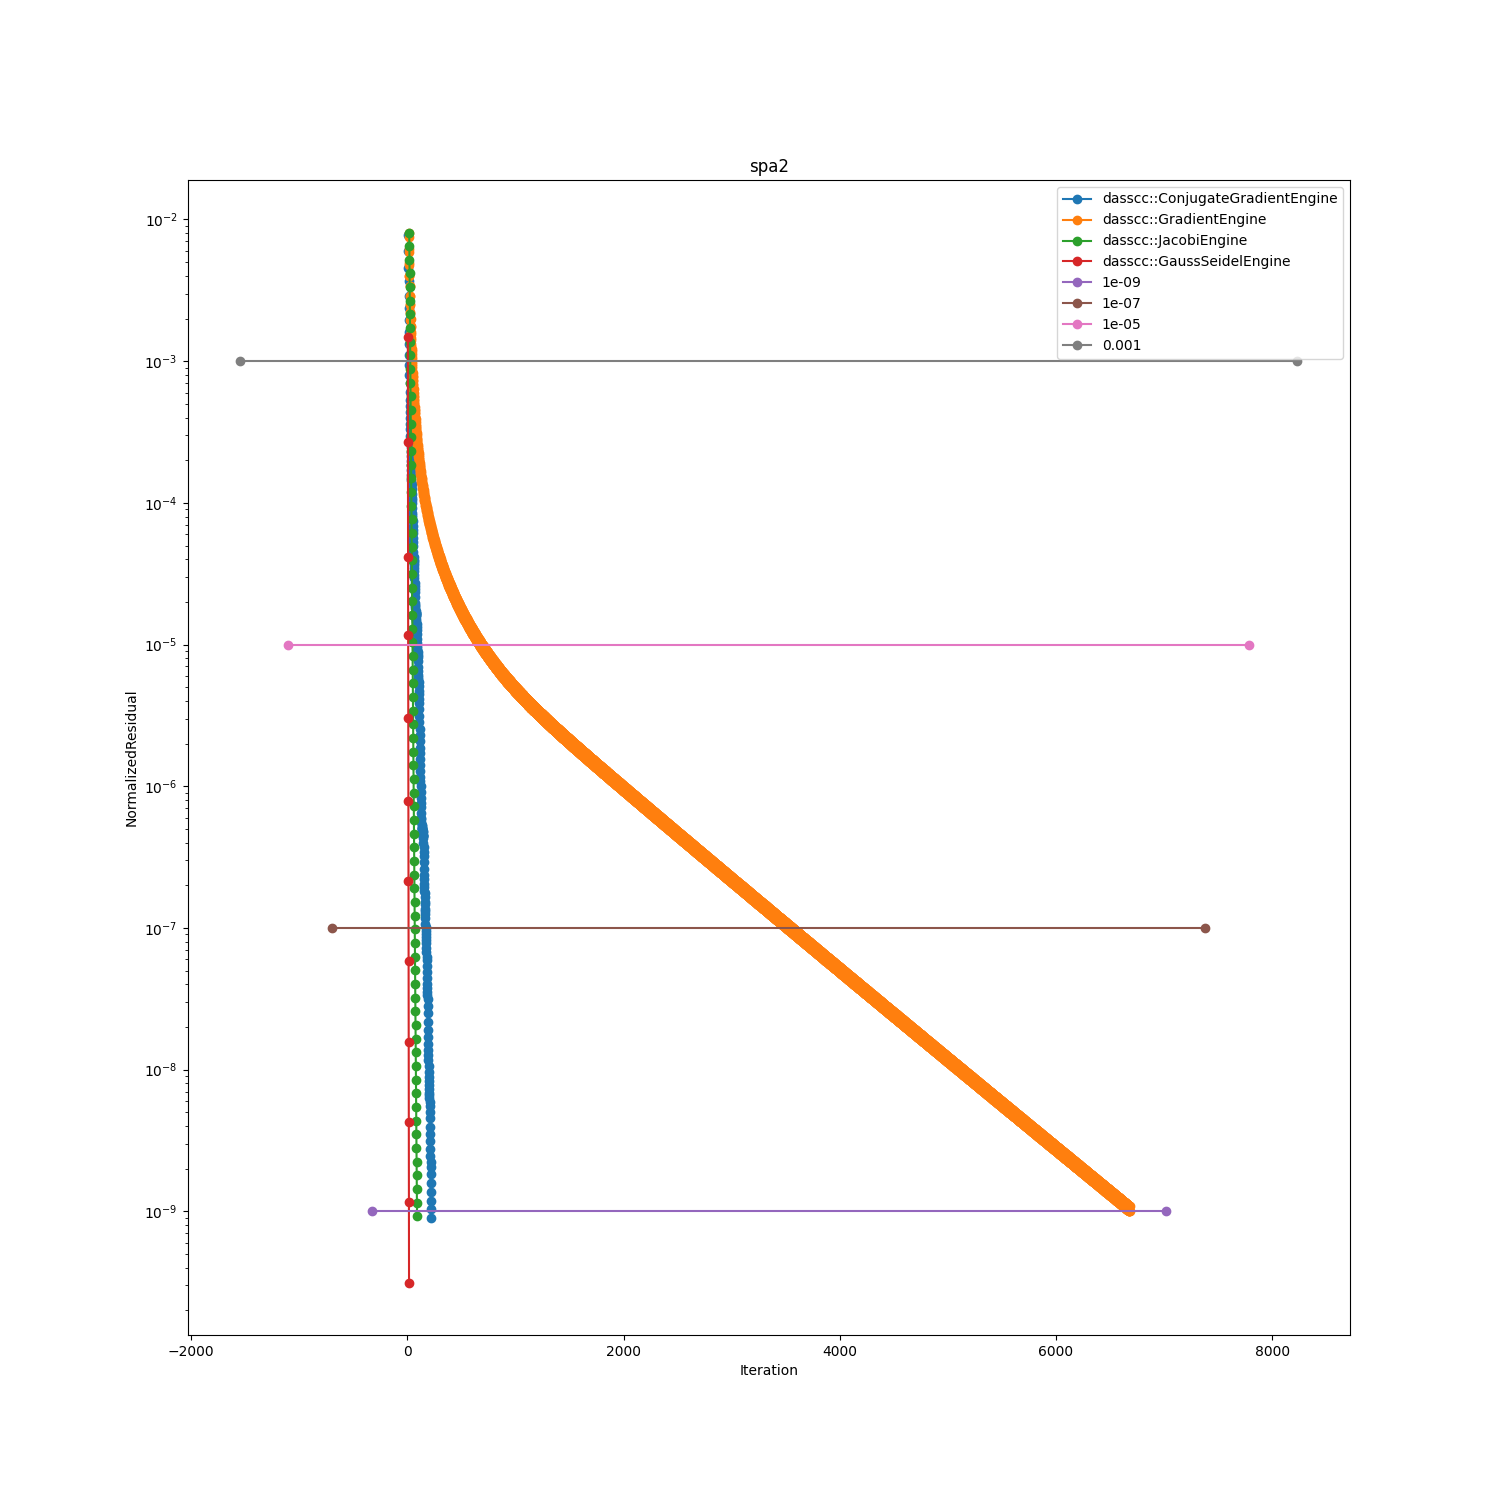 spa2
dasscc::ConjugateGradientEngine
dasscc::GradientEngine
dasscc::JacobiEngine
dasscc::GaussSeidelEngine
1e-09
1e-07
1e-05
0.001
NormalizedResidual
10⁻²
10⁻³
10⁻⁴
10⁻⁵
10⁻⁶
10⁻⁷
10⁻⁸
10⁻⁹
−2000 0 2000 4000 6000 8000
Iteration